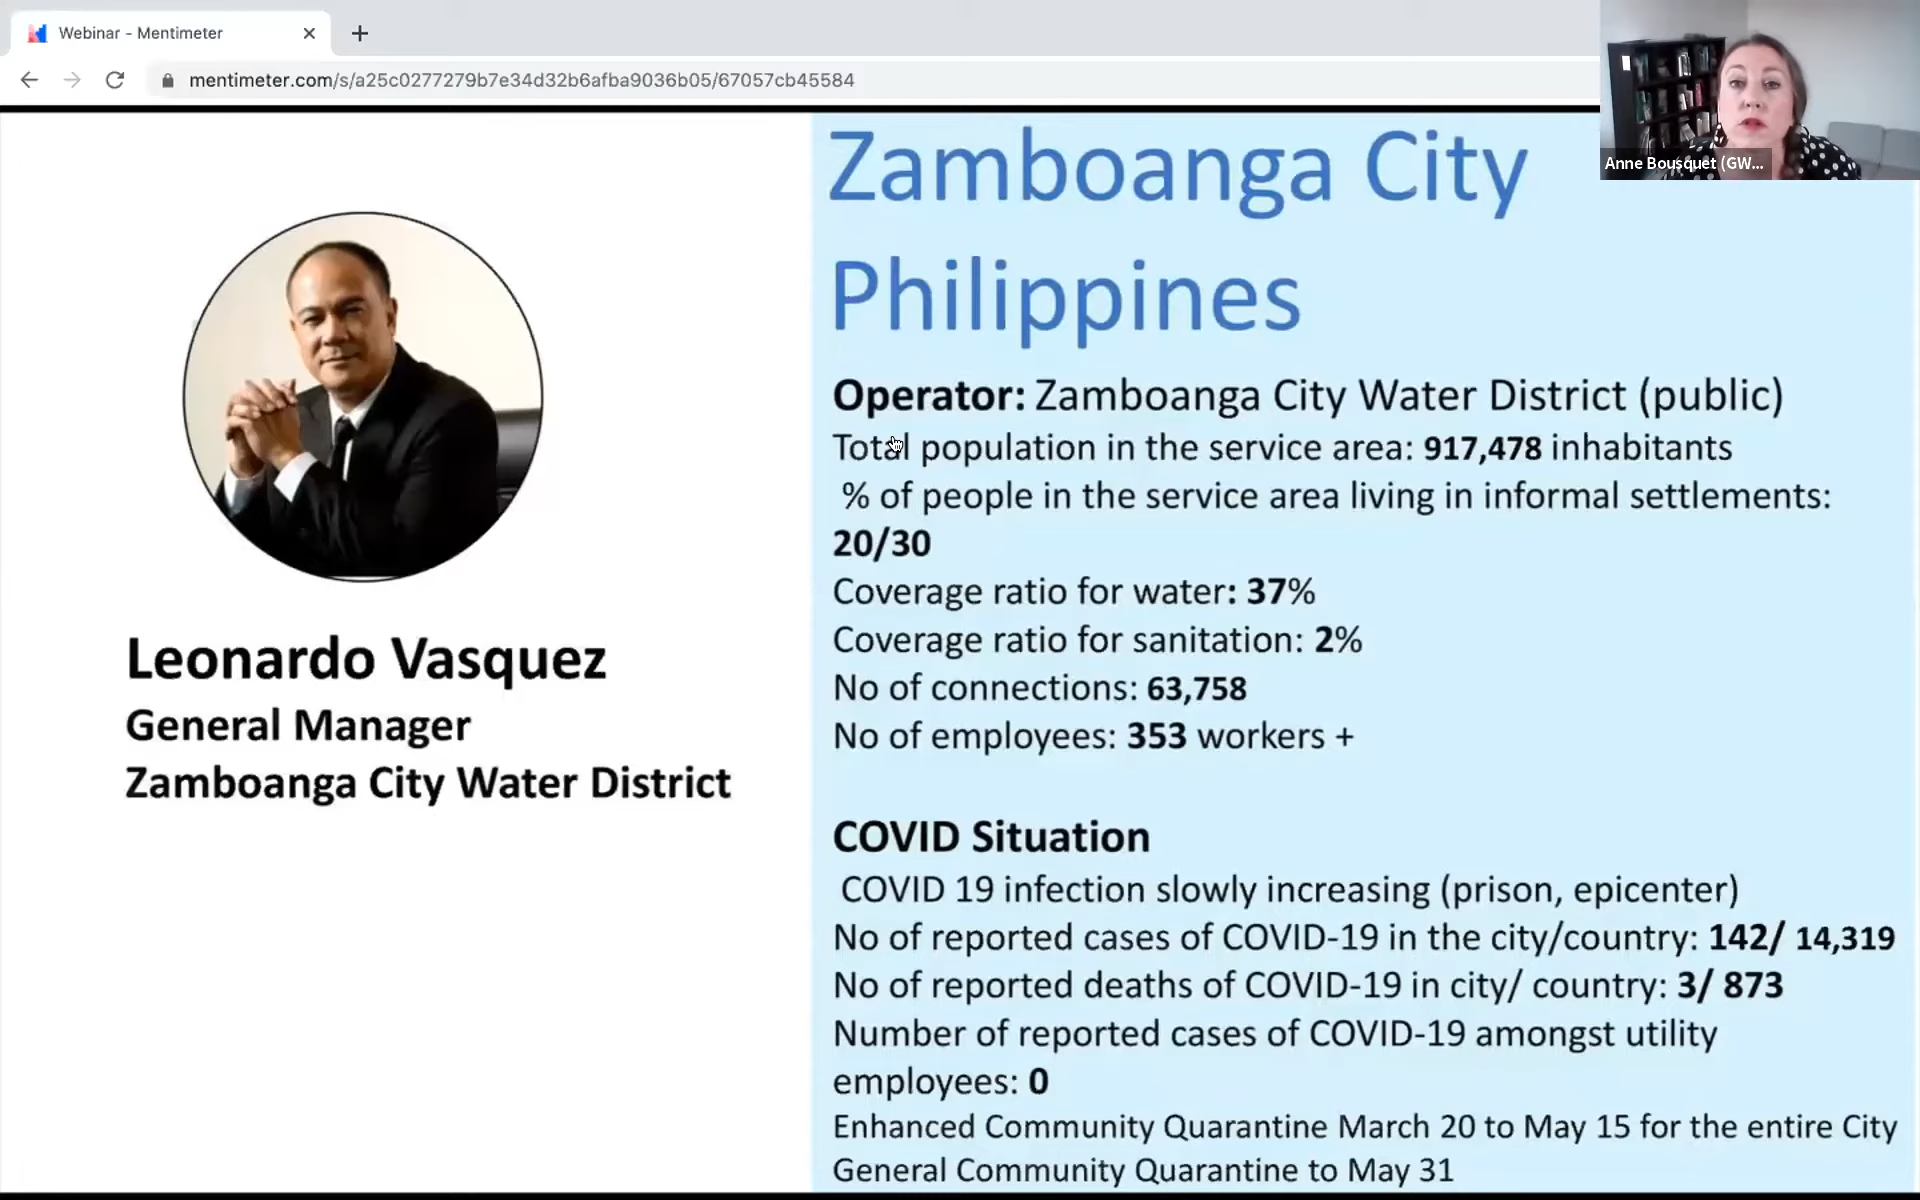 Webinar - Mentimeter
mentimeter.com/s/a25c0277279b7e34d32b6afba9036b05/67057cb45584
Anne Bousquet (GW...
Leonardo Vasquez
General Manager
Zamboanga City Water District
Zamboanga City
Philippines
Operator: Zamboanga City Water District (public)
Total population in the service area: 917,478 inhabitants
% of people in the service area living in informal settlements:
20/30
Coverage ratio for water: 37%
Coverage ratio for sanitation: 2%
No of connections: 63,758
No of employees: 353 workers +
COVID Situation
COVID 19 infection slowly increasing (prison, epicenter)
No of reported cases of COVID-19 in the city/country: 142/ 14,319
No of reported deaths of COVID-19 in city/ country: 3/ 873
Number of reported cases of COVID-19 amongst utility
employees: 0
Enhanced Community Quarantine March 20 to May 15 for the entire City
General Community Quarantine to May 31